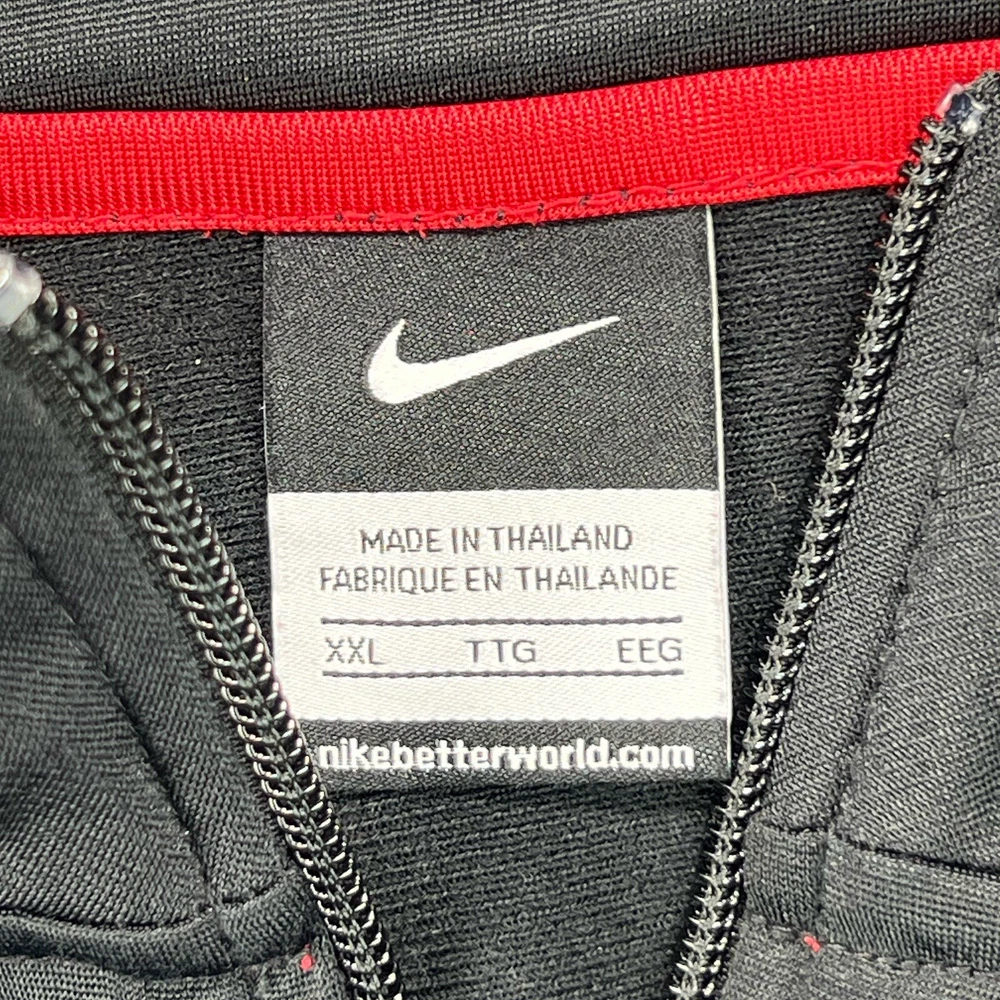 MADE IN THAILAND
FABRIQUE EN THAILANDE
XXL TTG EEG
nikebetterworld.com